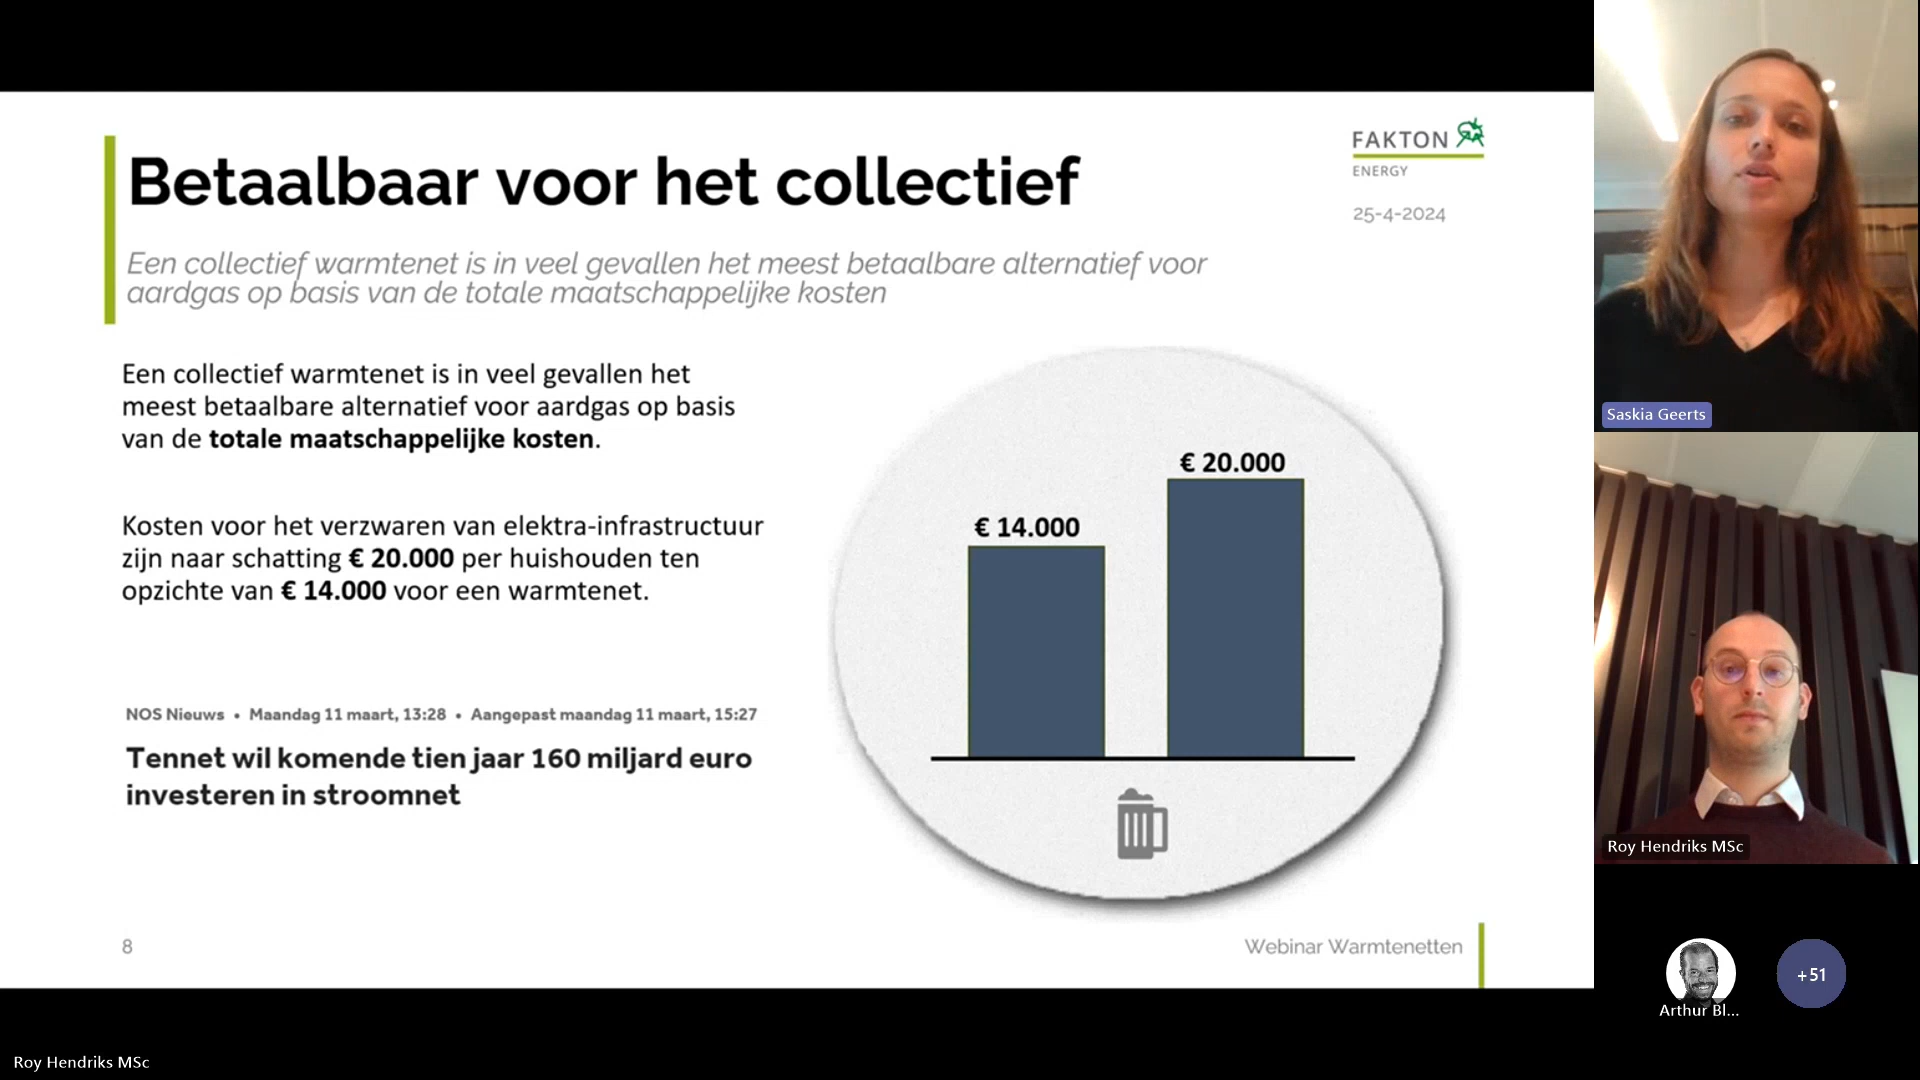 Betaalbaar voor het collectief
FAKTON
ENERGY
25-4-2024
Een collectief warmtenet is in veel gevallen het meest betaalbare alternatief voor
aardgas op basis van de totale maatschappelijke kosten
Een collectief warmtenet is in veel gevallen het
meest betaalbare alternatief voor aardgas op basis
van de totale maatschappelijke kosten.
Kosten voor het verzwaren van elektra-infrastructuur
zijn naar schatting € 20.000 per huishouden ten
opzichte van € 14.000 voor een warmtenet.
NOS Nieuws • Maandag 11 maart, 13:28 • Aangepast maandag 11 maart, 15:27
Tennet wil komende tien jaar 160 miljard euro
investeren in stroomnet
€ 14.000
€ 20.000
8
Webinar Warmtenetten
Saskia Geerts
Roy Hendriks MSc
Arthur Bl...
+51
Roy Hendriks MSc